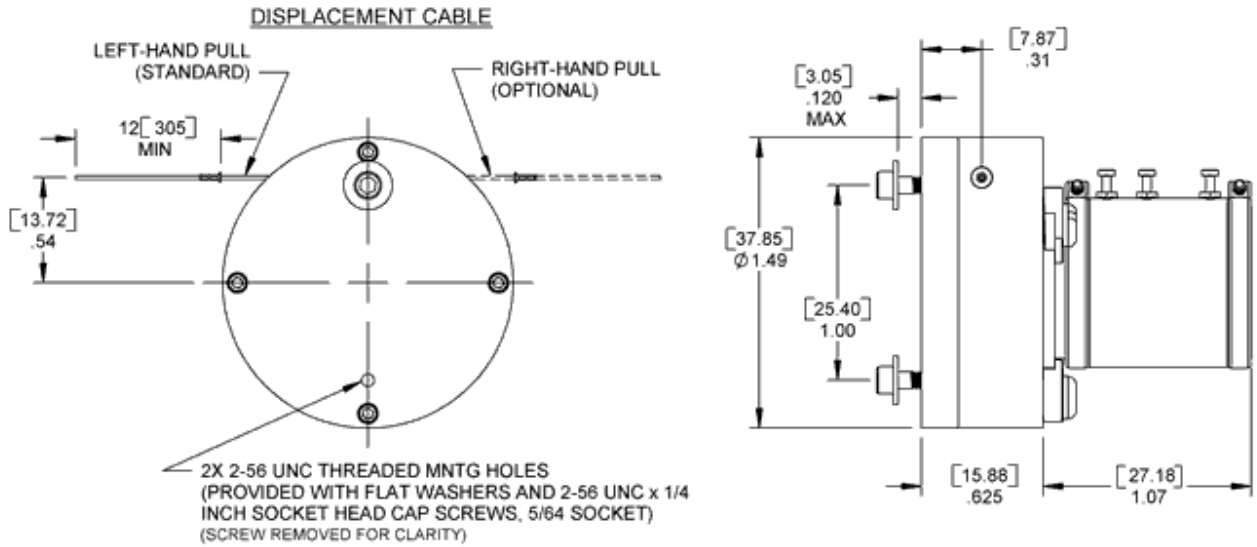 DISPLACEMENT CABLE
LEFT-HAND PULL
(STANDARD)
RIGHT-HAND PULL
(OPTIONAL)
12[ 305]
MIN
[13.72]
.54
2X 2-56 UNC THREADED MNTG HOLES
(PROVIDED WITH FLAT WASHERS AND 2-56 UNC x 1/4
INCH SOCKET HEAD CAP SCREWS, 5/64 SOCKET)
(SCREW REMOVED FOR CLARITY)
[7.87]
.31
[3.05]
.120
MAX
[37.85]
Ø1.49
[25.40]
1.00
[15.88]
.625
[27.18]
1.07